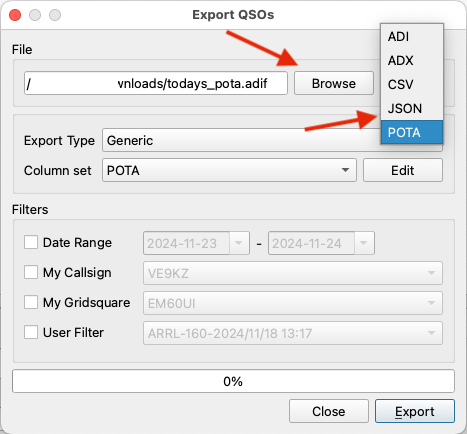 Export QSOs
File
/ vnloads/todays_pota.adif
Browse
ADI
ADX
CSV
JSON
POTA
Export Type Generic
Column set POTA Edit
Filters
Date Range 2024-11-23 - 2024-11-24
My Callsign VE9KZ
My Gridsquare EM60UI
User Filter ARRL-160-2024/11/18 13:17
0%
Close Export